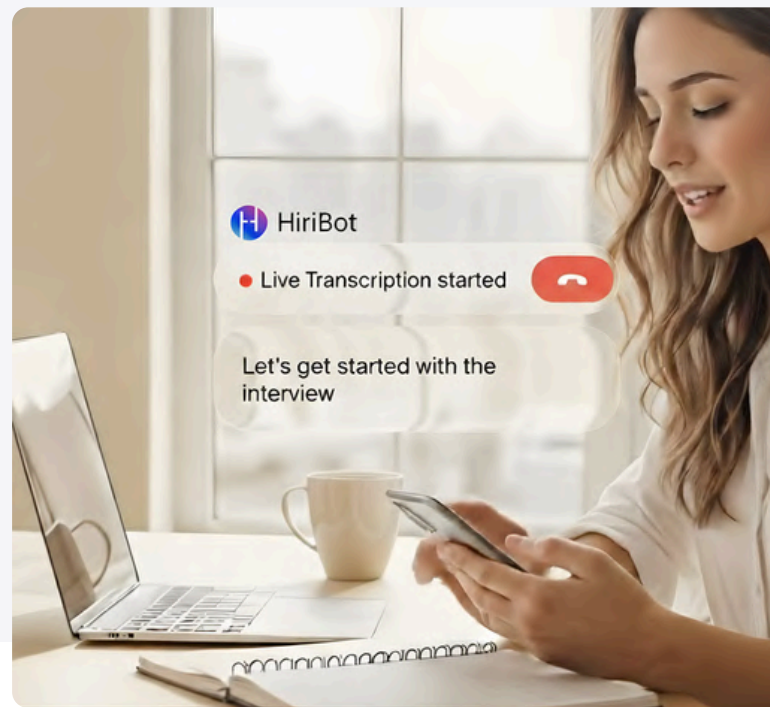 HiriBot
Live Transcription started
Let's get started with the
interview